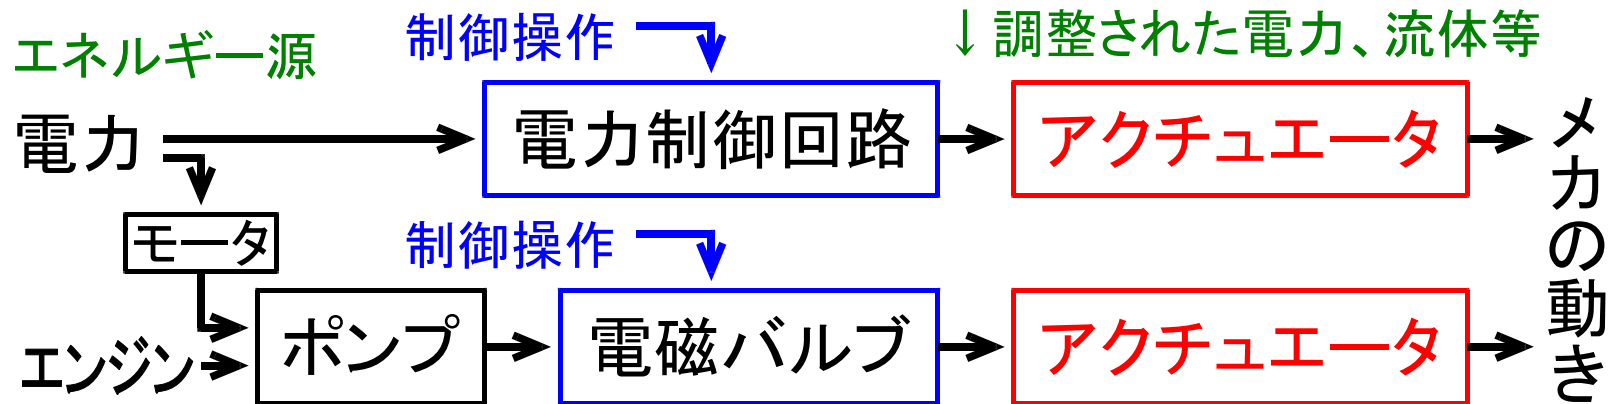 エネルギー源
制御操作
↓調整された電力、流体等
電力
電力制御回路
アクチュエータ
メカの動き
モータ
制御操作
エンジン
ポンプ
電磁バルブ
アクチュエータ